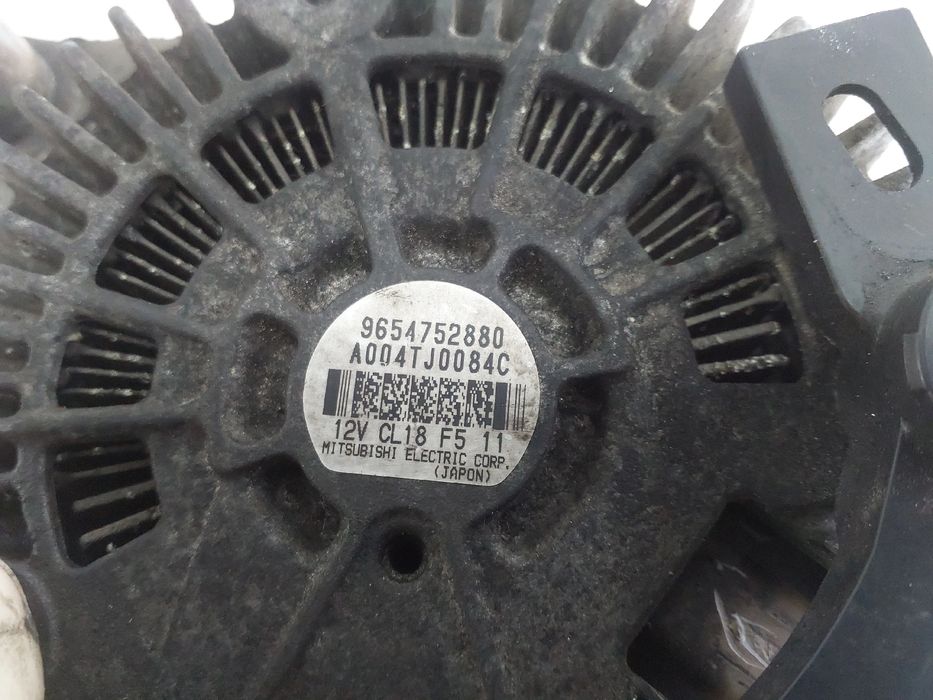 9654752880
A004TJ0084C
12V CL18 F5 11
MITSUBISHI ELECTRIC CORP.
(JAPON)